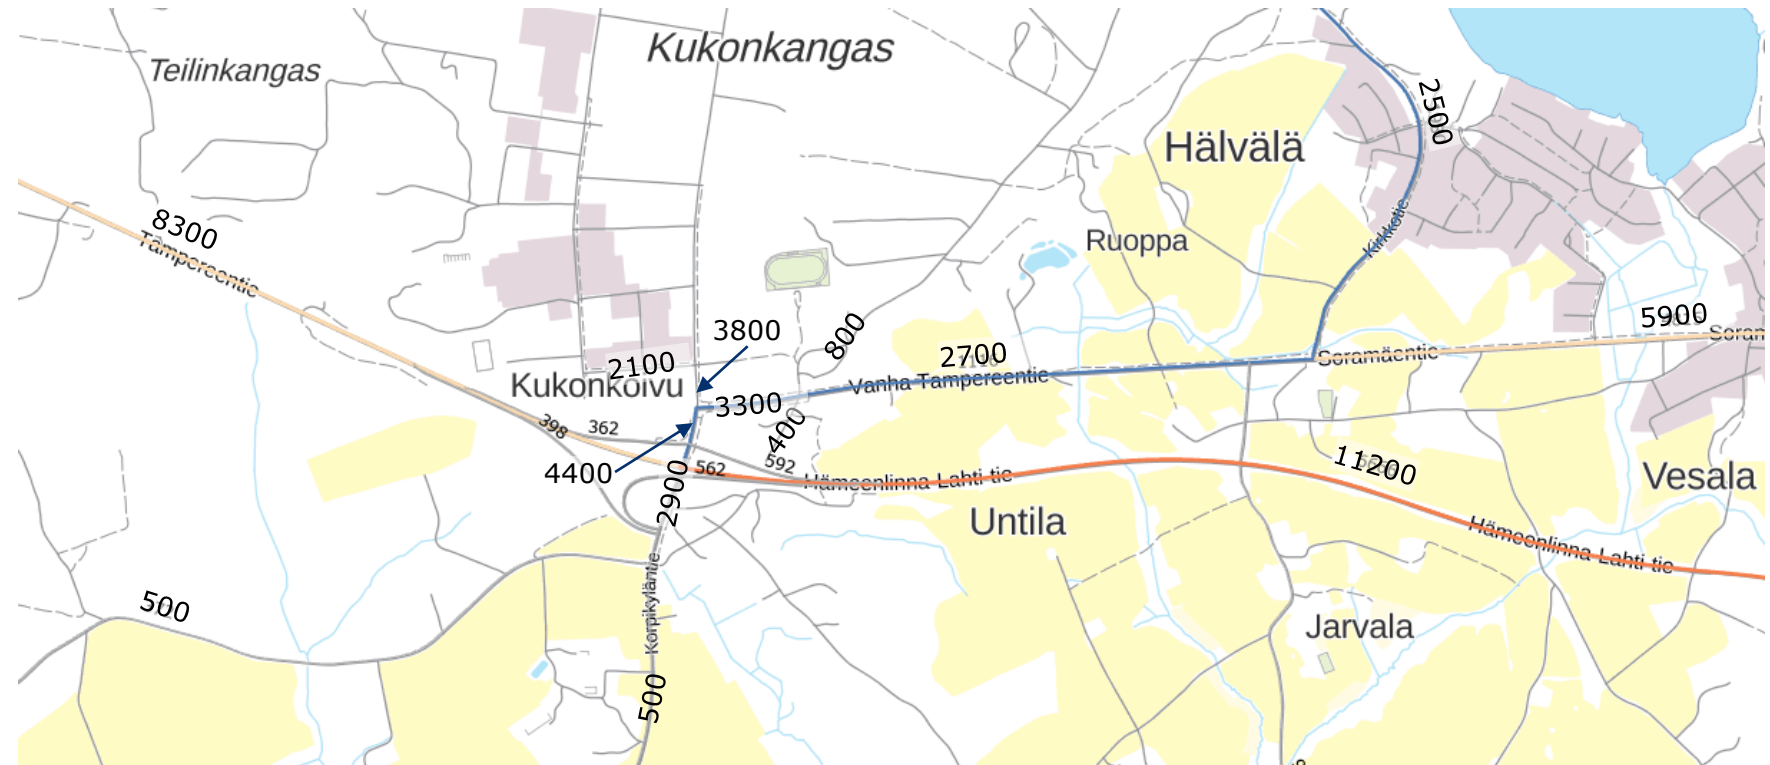 Kukonkangas
Teilinkangas
2500
Hälvälä
8300
Tampereentie
Kirkkotie
Ruoppa
3800
800
5900
2100
2700
Soramäentie
Kukonkoivu
Vanha Tampereentie
3300
398
362
400
4400
562
592
Hämeenlinna-Lahti-tie
11200
Vesala
2900
Untila
Hämeenlinna-Lahti-tie
500
Korpikyläntie
Jarvala
500